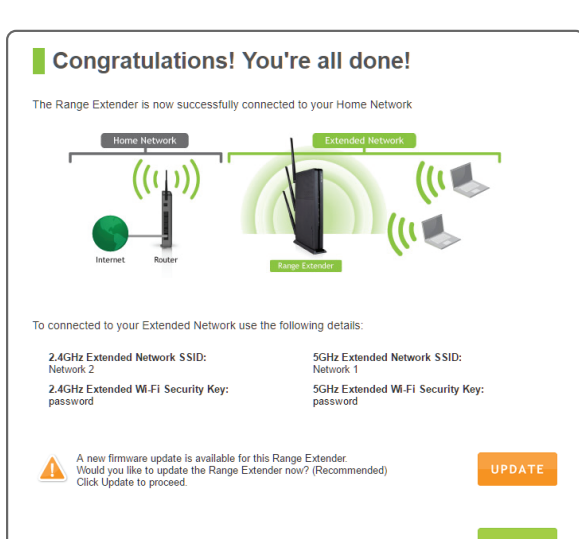 Congratulations! You're all done!
The Range Extender is now successfully connected to your Home Network
Home Network
Extended Network
Internet
Router
Range Extender
To connected to your Extended Network use the following details:
2.4GHz Extended Network SSID:
Network 2
5GHz Extended Network SSID:
Network 1
2.4GHz Extended Wi-Fi Security Key:
password
5GHz Extended Wi-Fi Security Key:
password
A new firmware update is available for this Range Extender.
Would you like to update the Range Extender now? (Recommended)
Click Update to proceed.
UPDATE